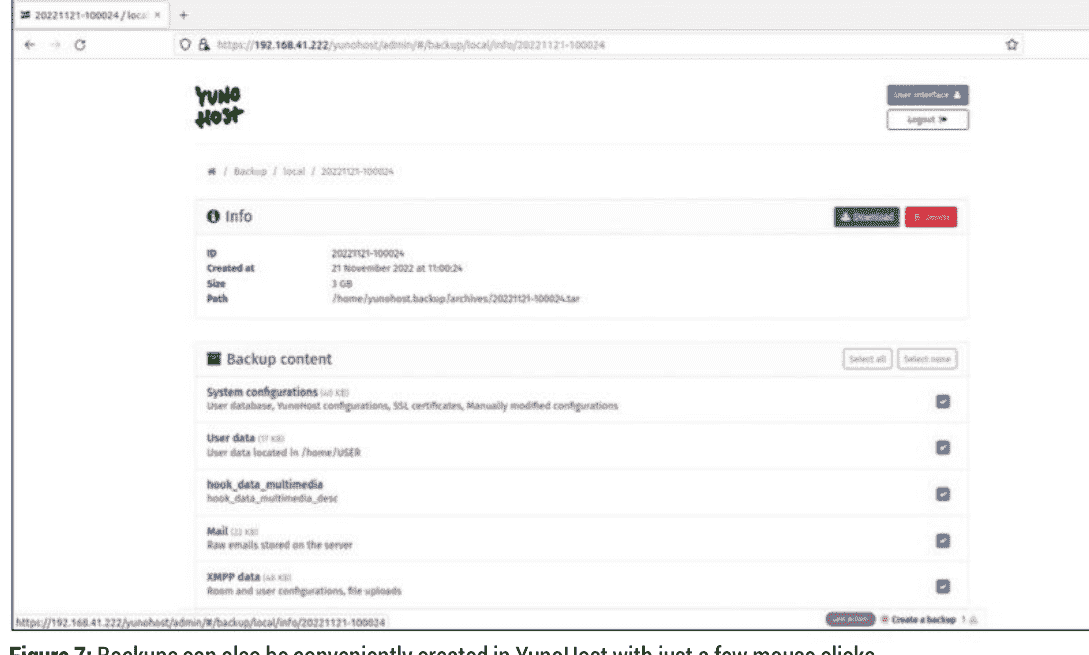 20221121-100024 / loca
https://192.168.41.222/yunohost/admin/#/backup/local/info/20221121-100024
YUNO
HOST
User interface
Logout
/ Backup / local / 20221121-100024
Info
ID 20221121-100024
Created at 21 November 2022 at 11:00:24
Size 3 GB
Path /home/yunohost.backup/archives/20221121-100024.tar
Backup content
Select all Select none
System configurations (40 KB)
User database, YunoHost configurations, SSL certificates, Manually modified configurations
User data (17 KB)
User data located in /home/USER
hook_data_multimedia
hook_data_multimedia_desc
Mail
Raw emails stored on the server
XMPP data
Room and user configurations, file uploads
https://192.168.41.222/yunohost/admin/#/backup/local/info/20221121-100024
Create a backup 1
Figure 7: Backups can also be conveniently created in YunoHost with just a few mouse clicks